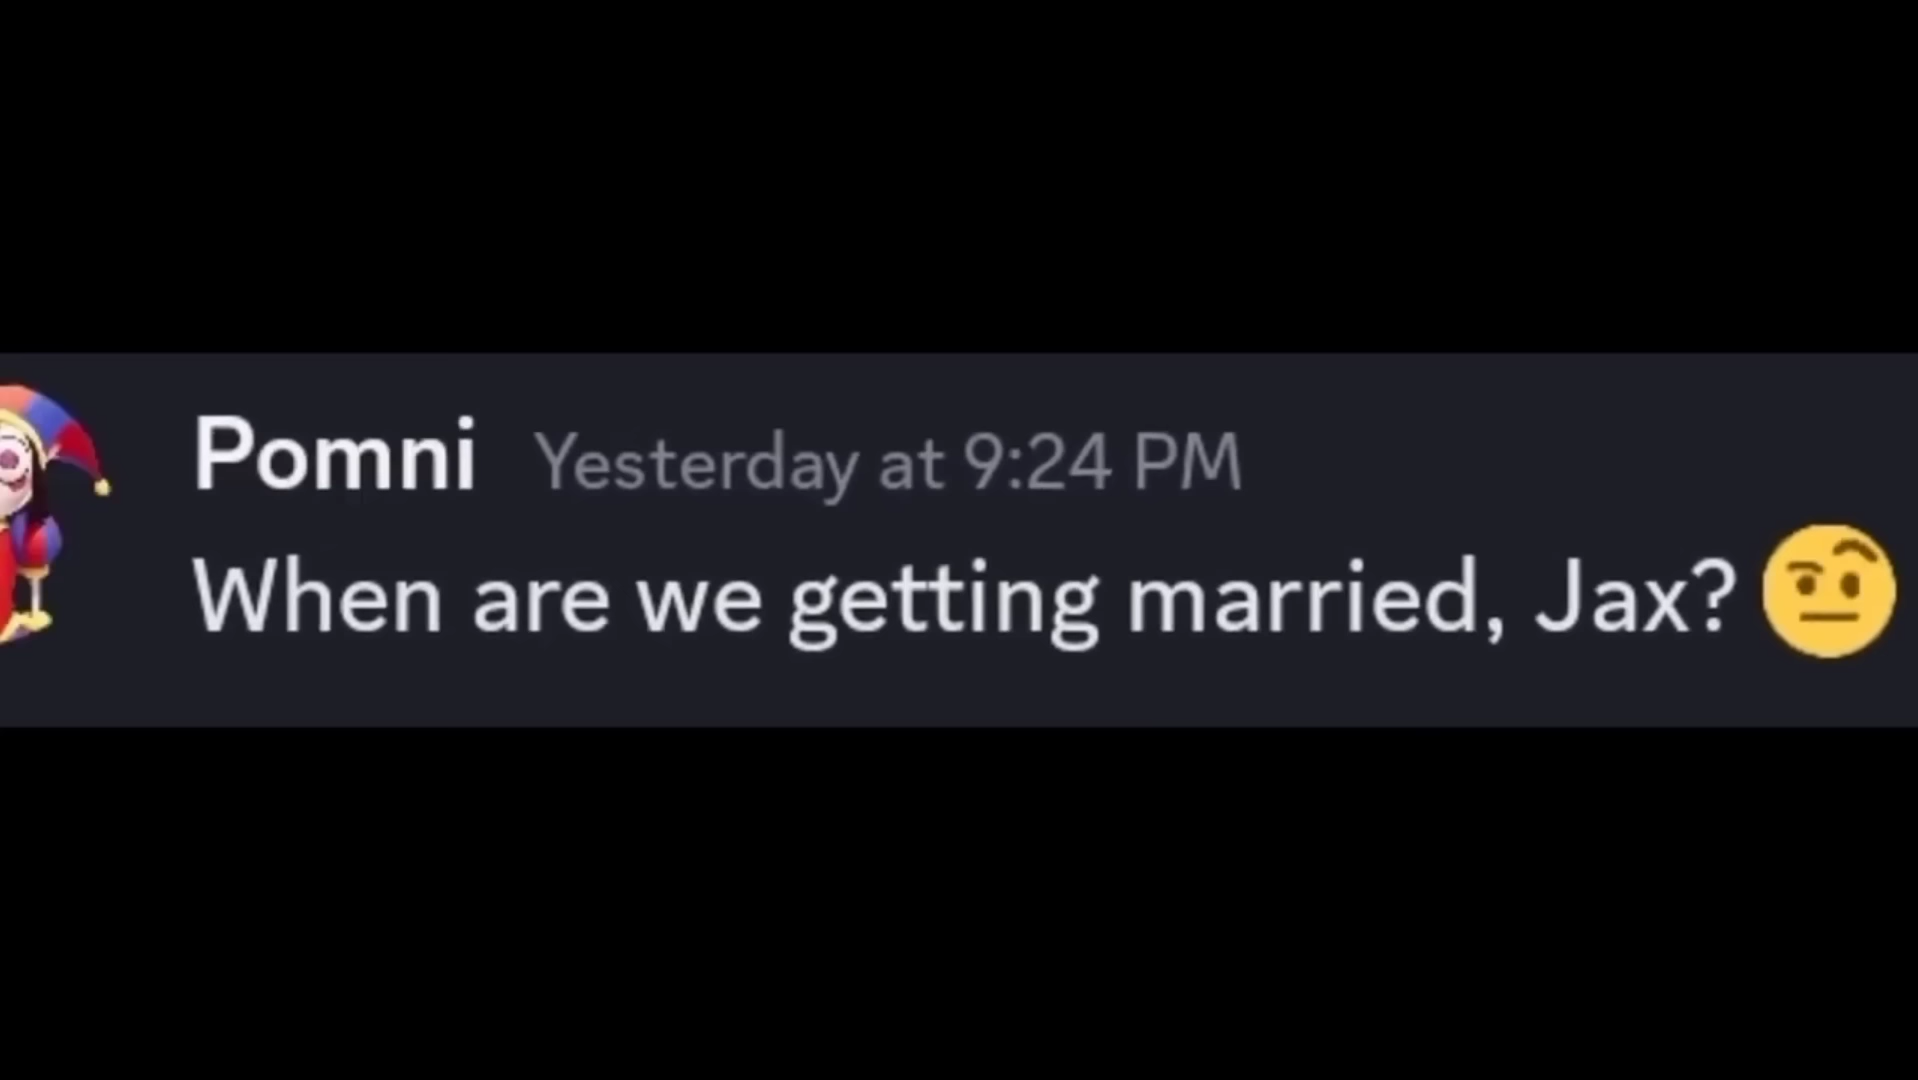 Pomni Yesterday at 9:24 PM
When are we getting married, Jax? 🤨